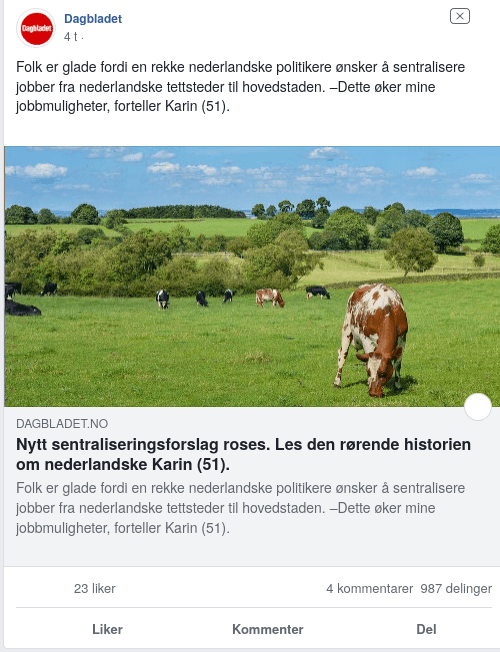 Dagbladet
Dagbladet
4 t ·
Folk er glade fordi en rekke nederlandske politikere ønsker å sentralisere
jobber fra nederlandske tettsteder til hovedstaden. –Dette øker mine
jobbmuligheter, forteller Karin (51).
DAGBLADET.NO
Nytt sentraliseringsforslag roses. Les den rørende historien
om nederlandske Karin (51).
Folk er glade fordi en rekke nederlandske politikere ønsker å sentralisere
jobber fra nederlandske tettsteder til hovedstaden. –Dette øker mine
jobbmuligheter, forteller Karin (51).
23 liker 4 kommentarer 987 delinger
Liker Kommenter Del